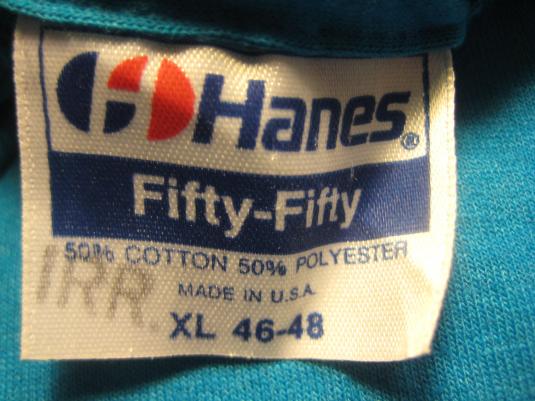 Hanes®
Fifty-Fifty
50% COTTON 50% POLYESTER
IRR.
MADE IN U.S.A.
XL 46-48